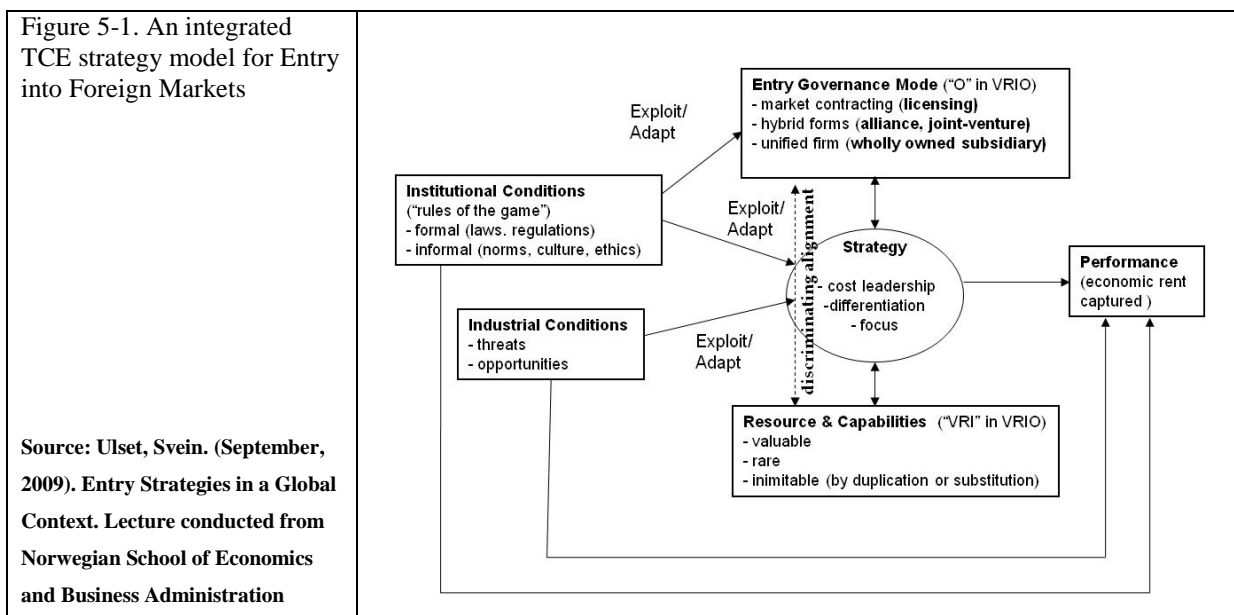 Figure 5-1. An integrated
TCE strategy model for Entry
into Foreign Markets
Source: Ulset, Svein. (September,
2009). Entry Strategies in a Global
Context. Lecture conducted from
Norwegian School of Economics
and Business Administration
Entry Governance Mode ("O" in VRIO)
- market contracting (licensing)
- hybrid forms (alliance, joint-venture)
- unified firm (wholly owned subsidiary)
Exploit/
Adapt
Institutional Conditions
("rules of the game")
- formal (laws. regulations)
- informal (norms, culture, ethics)
Exploit/
Adapt
discriminating alignment
Strategy
- cost leadership
-differentiation
- focus
Performance
(economic rent
captured )
Industrial Conditions
- threats
- opportunities
Exploit/
Adapt
Resource & Capabilities ("VRI" in VRIO)
- valuable
- rare
- inimitable (by duplication or substitution)